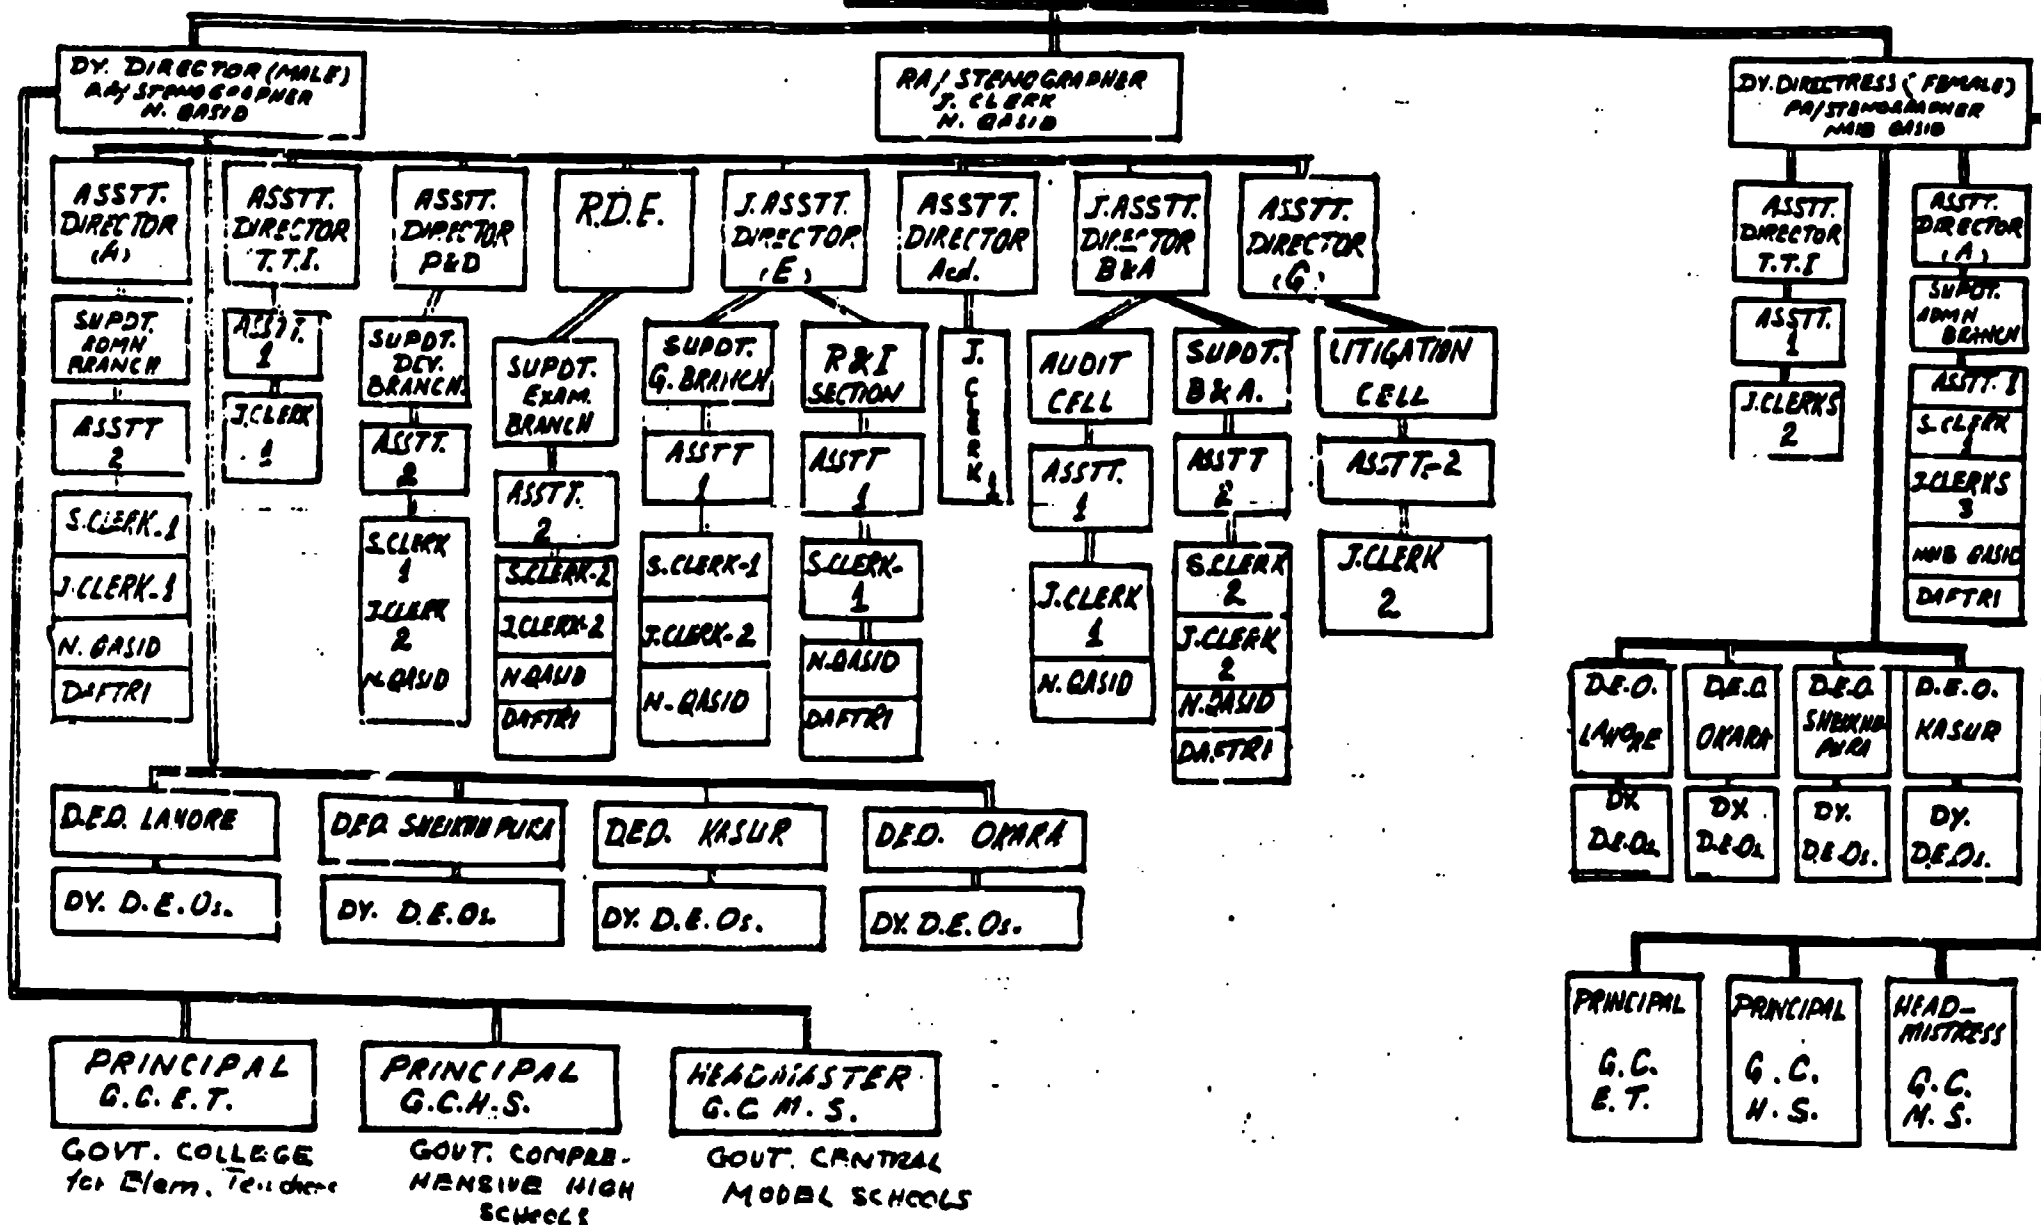 DY. DIRECTOR (MALE)
PA/ STENOGRAPHER
N. QASID
PA/ STENOGRAPHER
J. CLERK
N. QASID
DY. DIRECTRESS (FEMALE)
PA/STENOGRAPHER
NAIB QASID
ASSTT.
DIRECTOR
(A)
SUPDT.
ADMN
BRANCH
ASSTT
2
S.CLERK-1
J.CLERK-1
N. QASID
DAFTRI
ASSTT.
DIRECTOR
T.T.I.
ASSTT.
1
J.CLERK
1
ASSTT.
DIRECTOR
P&D
SUPDT.
DEV.
BRANCH.
ASSTT.
2
S.CLERK
1
J.CLERK
2
N.QASID
R.D.E.
SUPDT.
EXAM.
BRANCH
ASSTT.
2
S.CLERK-2
J.CLERK-2
N.QASID
DAFTRI
J.ASSTT.
DIRECTOR.
(E)
SUPDT.
G. BRANCH
ASSTT
1
S.CLERK-1
J.CLERK-2
N.QASID
R&I
SECTION
ASSTT
1
S.CLERK-
1
N.QASID
DAFTRI
ASSTT.
DIRECTOR
Acd.
J.
C
L
E
R
K
1
J.ASSTT.
DIRECTOR
B&A
AUDIT
CELL
ASSTT.
1
J.CLERK
1
N.QASID
SUPDT.
B&A.
ASSTT
2
S.CLERK
2
J.CLERK
2
N.QASID
DAFTRI
ASSTT.
DIRECTOR
(G)
LITIGATION
CELL
ASSTT.-2
J.CLERK
2
ASSTT.
DIRECTOR
T.T.I
ASSTT.
1
J.CLERKS
2
ASSTT.
DIRECTOR
(A)
SUPDT.
ADMN
BRANCH
ASSTT. 1
S.CLERK
1
J.CLERKS
3
NAIB QASID
DAFTRI
D.E.O. LAHORE
DY. D.E.Os.
D.E.O. SHEIKHUPURA
DY. D.E.Os.
D.E.O. KASUR
DY. D.E.Os.
D.E.O. OKARA
DY. D.E.Os.
D.E.O.
LAHORE
DY.
D.E.Os.
D.E.O.
OKARA
DY.
D.E.Os.
D.E.O.
SHEIKHU-
PURA
DY.
D.E.Os.
D.E.O.
KASUR
DY.
D.E.Os.
PRINCIPAL
G.C.E.T.
GOVT. COLLEGE
for Elem. Teachers
PRINCIPAL
G.C.H.S.
GOVT. COMPRE-
HENSIVE HIGH
SCHOOLS
HEADMASTER
G.C.M.S.
GOVT. CENTRAL
MODEL SCHOOLS
PRINCIPAL
G.C.
E.T.
PRINCIPAL
G.C.
H.S.
HEAD-
MISTRESS
G.C.
M.S.